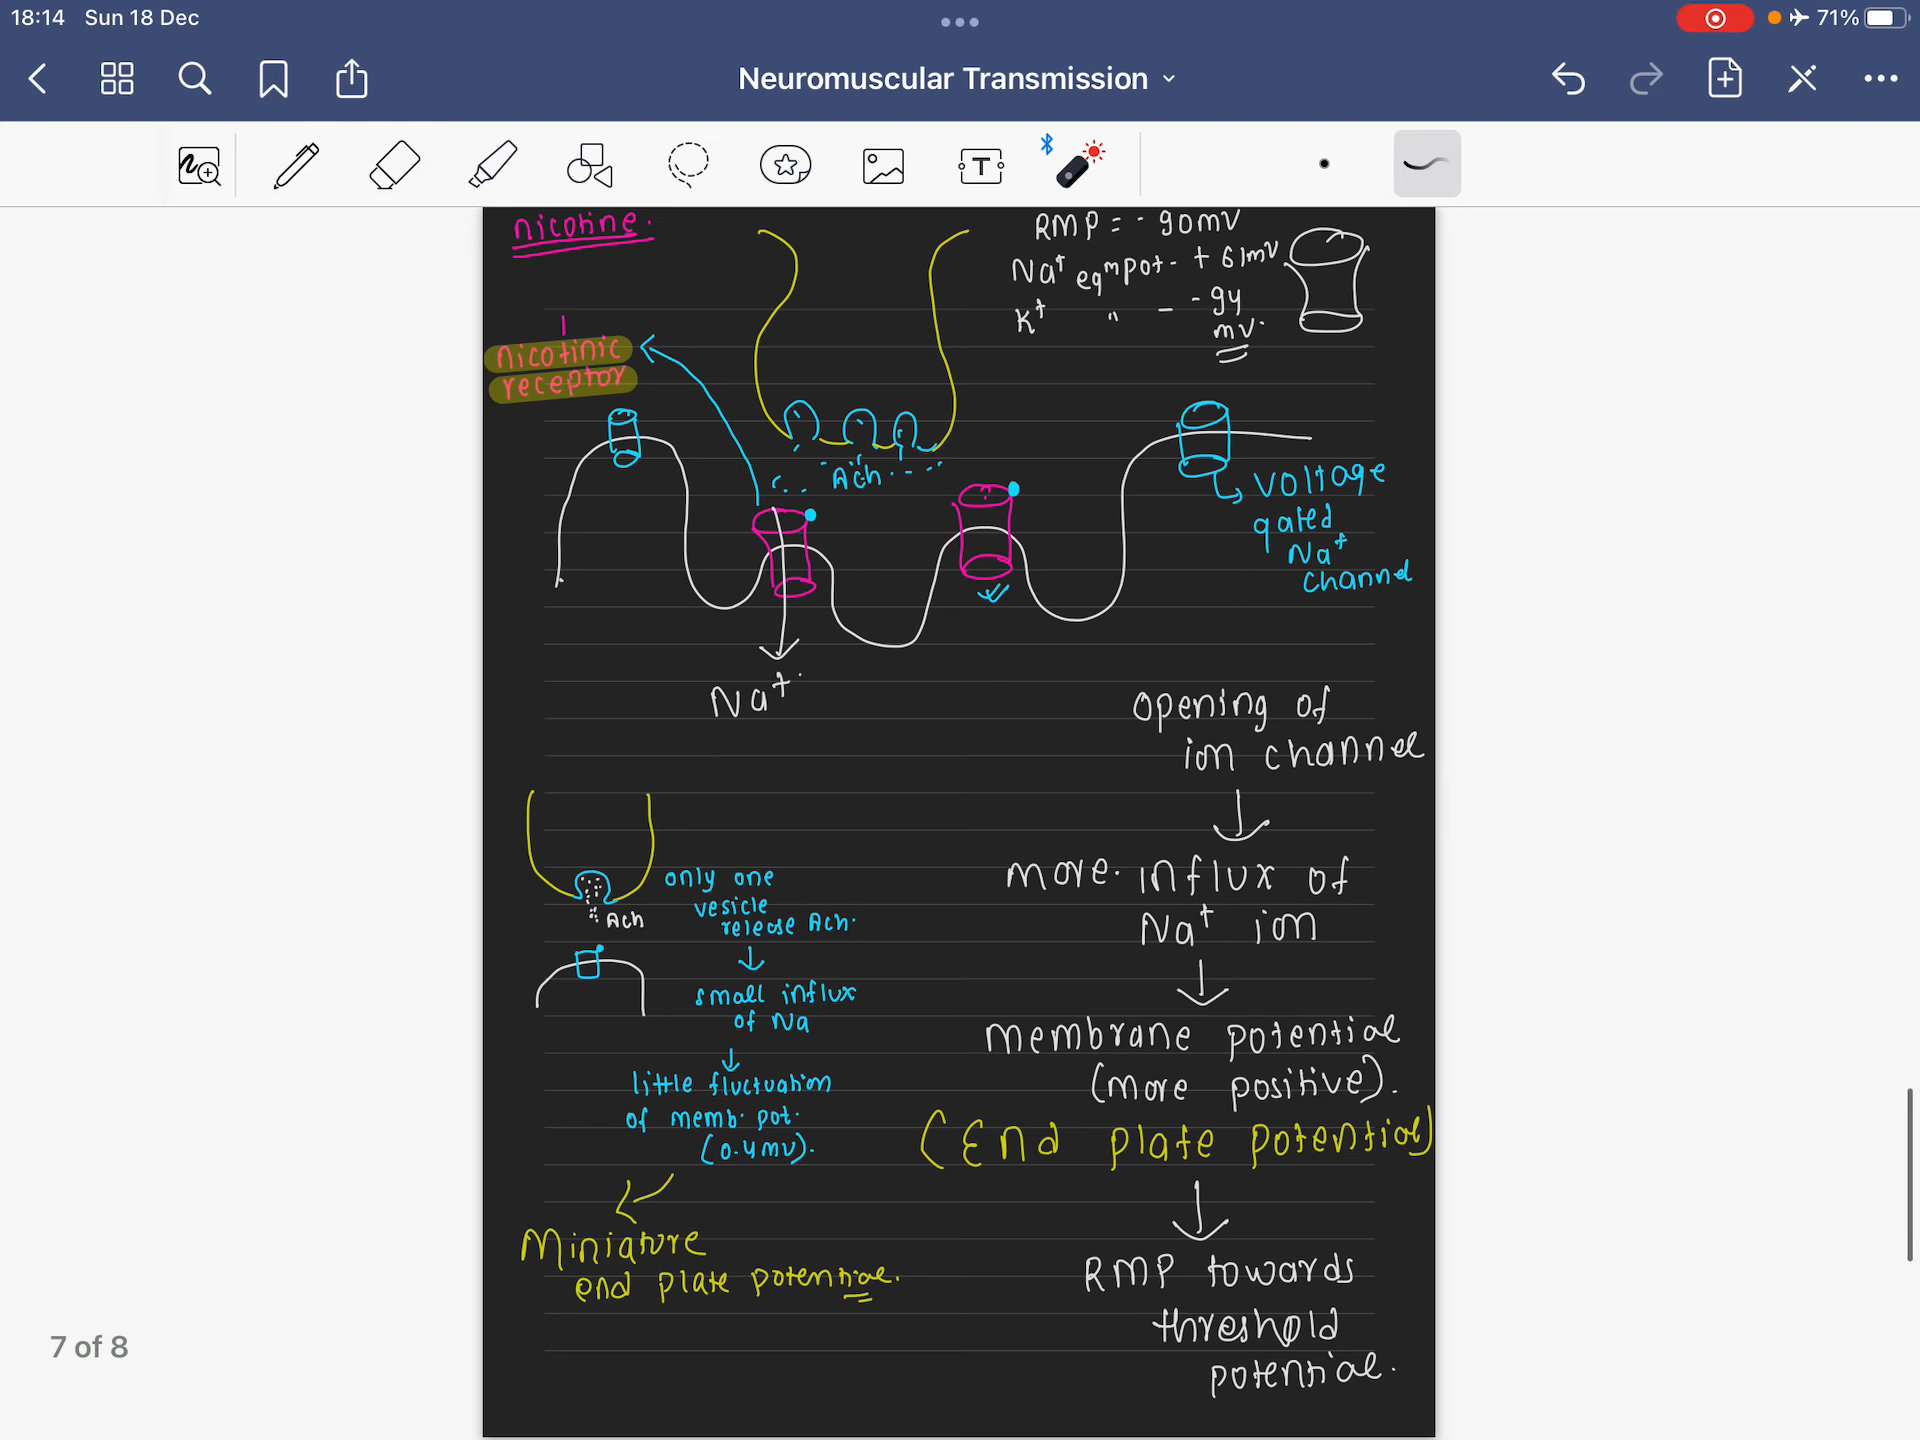 18:14 Sun 18 Dec
71%
Neuromuscular Transmission
T
nicotine.
RMP = - 90mV
Na+ eqm pot. + 61mV
K+ " - - 94
mv.
nicotinic
receptor
Ach
voltage
gated
Na+
channel
Na+
opening of
ion channel
more influx of
Na+ ion
membrane potential
(more positive).
(End plate potential)
RMP towards
threshold
potential.
Ach
only one
vesicle
release Ach.
small influx
of Na
little fluctuation
of memb. pot.
(0.4mv).
Miniature
end plate potential.
7 of 8